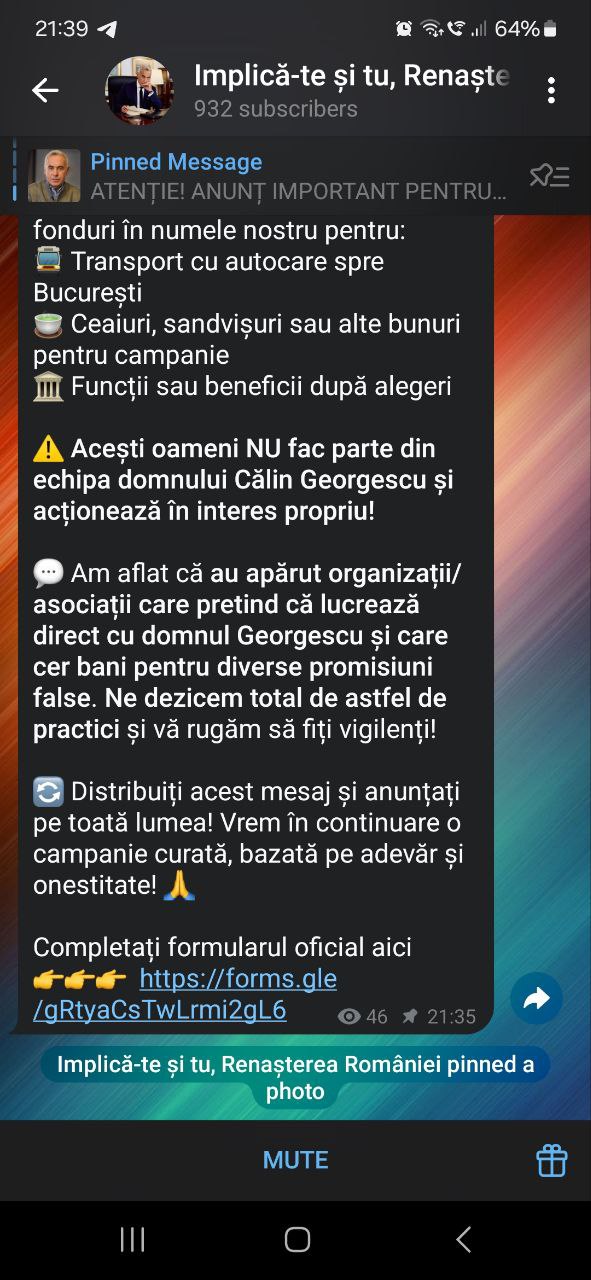 21:39
64%
Implică-te și tu, Renaște
932 subscribers
Pinned Message
ATENȚIE! ANUNȚ IMPORTANT PENTRU...
fonduri în numele nostru pentru:
🚍 Transport cu autocare spre
București
🍵 Ceaiuri, sandvișuri sau alte bunuri
pentru campanie
🏛️ Funcții sau beneficii după alegeri
⚠️ Acești oameni NU fac parte din
echipa domnului Călin Georgescu și
acționează în interes propriu!
💬 Am aflat că au apărut organizații/
asociații care pretind că lucrează
direct cu domnul Georgescu și care
cer bani pentru diverse promisiuni
false. Ne dezicem total de astfel de
practici și vă rugăm să fiți vigilenți!
🔄 Distribuiți acest mesaj și anunțați
pe toată lumea! Vrem în continuare o
campanie curată, bazată pe adevăr și
onestitate! 🙏
Completați formularul oficial aici
👉👉👉 https://forms.gle
/gRtyaCsTwLrmi2gL6
46
21:35
Implică-te și tu, Renașterea României pinned a
photo
MUTE